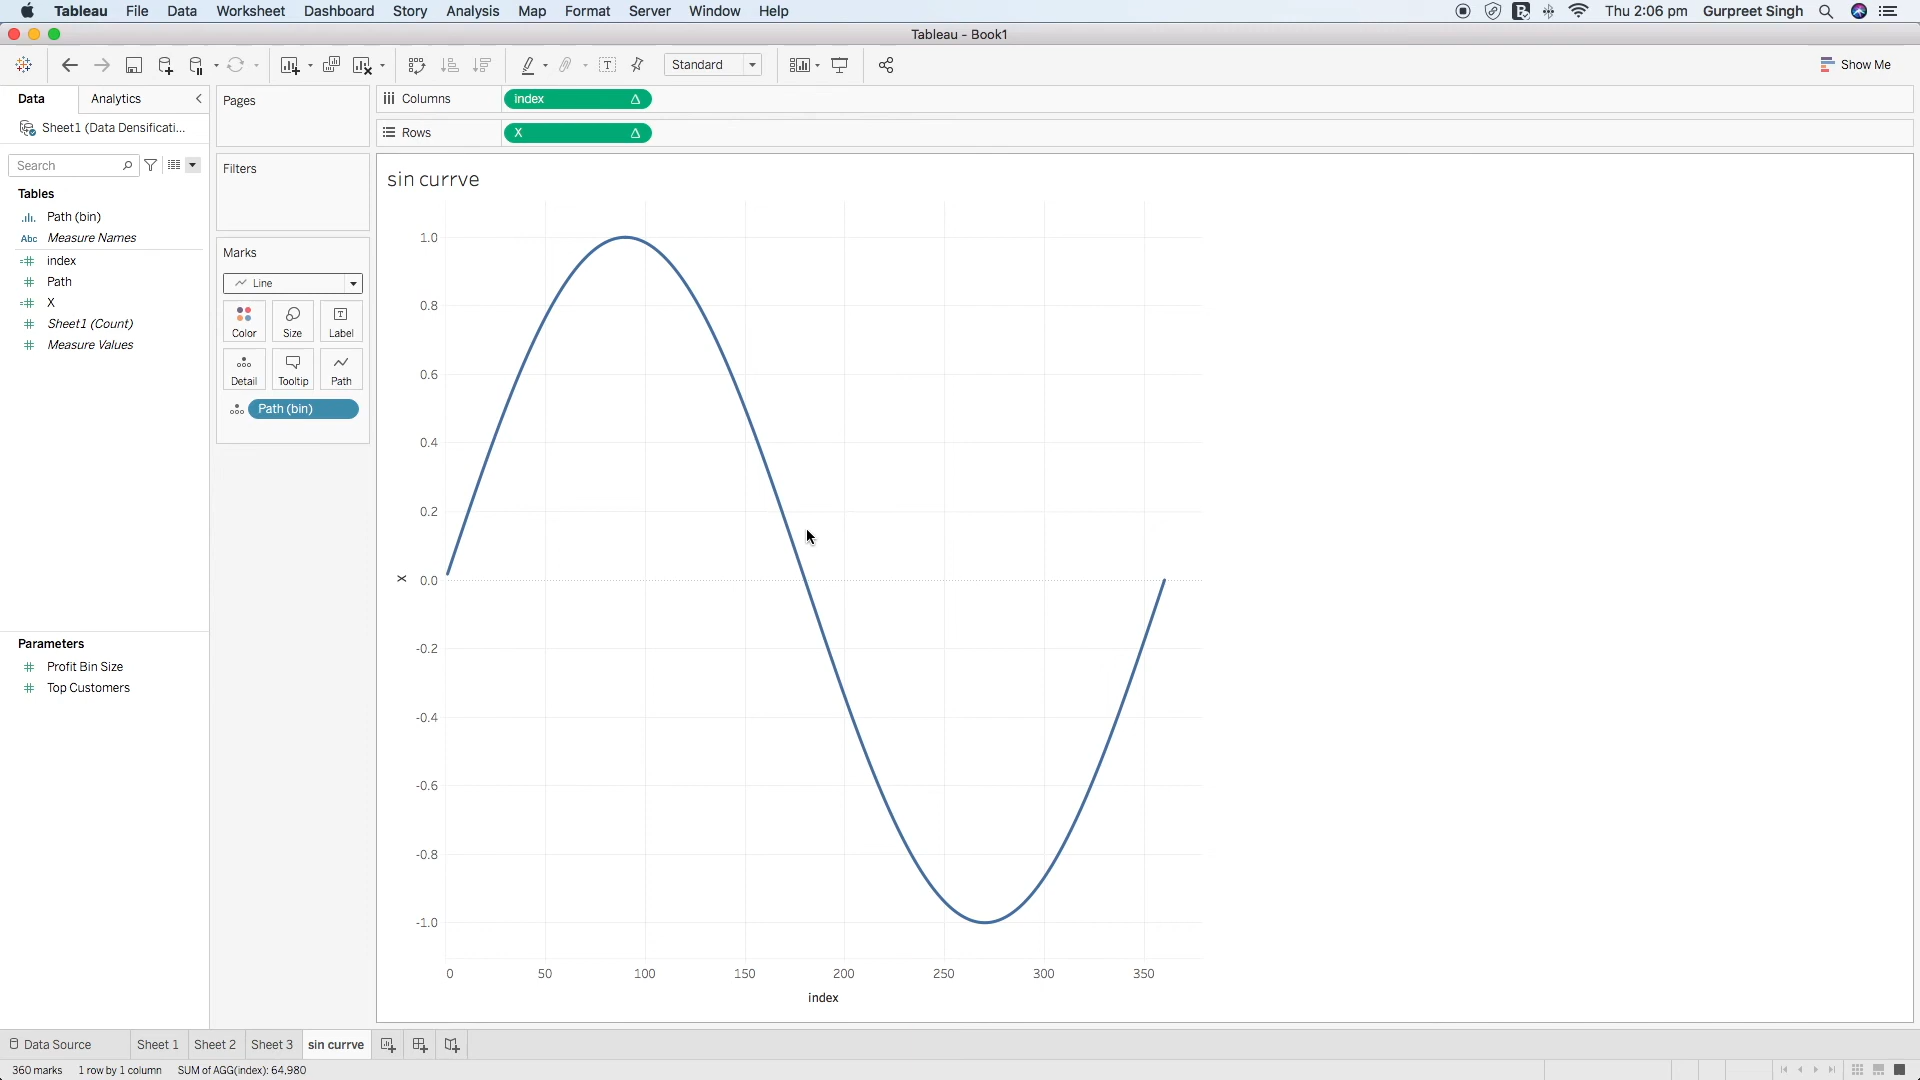 Tableau File Data Worksheet Dashboard Story Analysis Map Format Server Window Help Thu 2:06 pm Gurpreet Singh
Tableau - Book1
Standard Show Me
Data Analytics
Sheet1 (Data Densificati...
Search
Tables
Path (bin)
Abc Measure Names
index
Path
X
Sheet1 (Count)
Measure Values
Parameters
Profit Bin Size
Top Customers
Pages
Filters
Marks
Line
Color Size Label
Detail Tooltip Path
Path (bin)
Columns index
Rows X
sin currve
1.0
0.8
0.6
0.4
0.2
0.0
-0.2
-0.4
-0.6
-0.8
-1.0
X
0 50 100 150 200 250 300 350
index
Data Source Sheet 1 Sheet 2 Sheet 3 sin currve
360 marks 1 row by 1 column SUM of AGG(index): 64,980